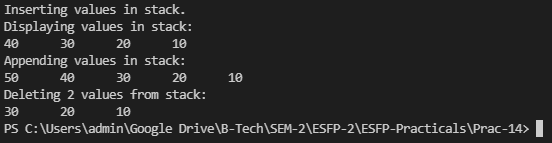 Inserting values in stack.
Displaying values in stack:
40      30      20      10
Appending values in stack:
50      40      30      20      10
Deleting 2 values from stack:
30      20      10
PS C:\Users\admin\Google Drive\B-Tech\SEM-2\ESFP-2\ESFP-Practicals\Prac-14>